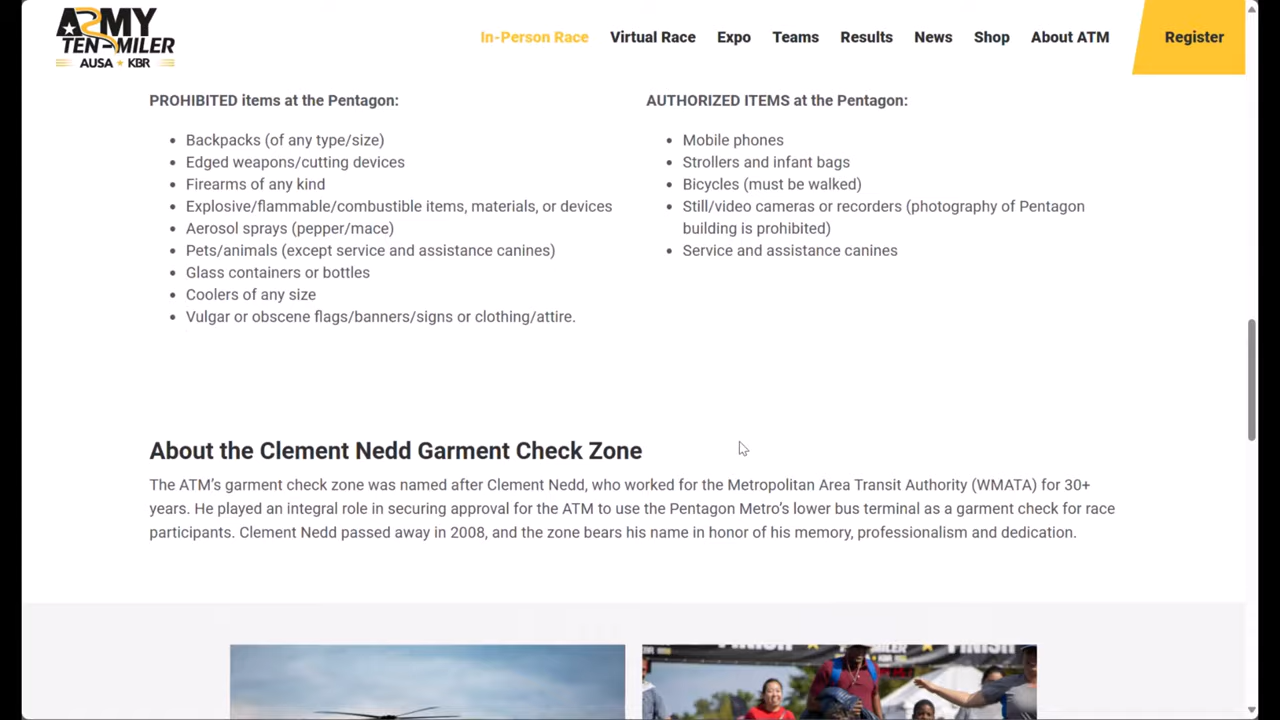 ARMY
TEN-MILER
AUSA ★ KBR
In-Person Race
Virtual Race
Expo
Teams
Results
News
Shop
About ATM
Register
PROHIBITED items at the Pentagon:
Backpacks (of any type/size)
Edged weapons/cutting devices
Firearms of any kind
Explosive/flammable/combustible items, materials, or devices
Aerosol sprays (pepper/mace)
Pets/animals (except service and assistance canines)
Glass containers or bottles
Coolers of any size
Vulgar or obscene flags/banners/signs or clothing/attire.
AUTHORIZED ITEMS at the Pentagon:
Mobile phones
Strollers and infant bags
Bicycles (must be walked)
Still/video cameras or recorders (photography of Pentagon
building is prohibited)
Service and assistance canines
About the Clement Nedd Garment Check Zone
The ATM’s garment check zone was named after Clement Nedd, who worked for the Metropolitan Area Transit Authority (WMATA) for 30+
years. He played an integral role in securing approval for the ATM to use the Pentagon Metro’s lower bus terminal as a garment check for race
participants. Clement Nedd passed away in 2008, and the zone bears his name in honor of his memory, professionalism and dedication.
FINISH
FINISH